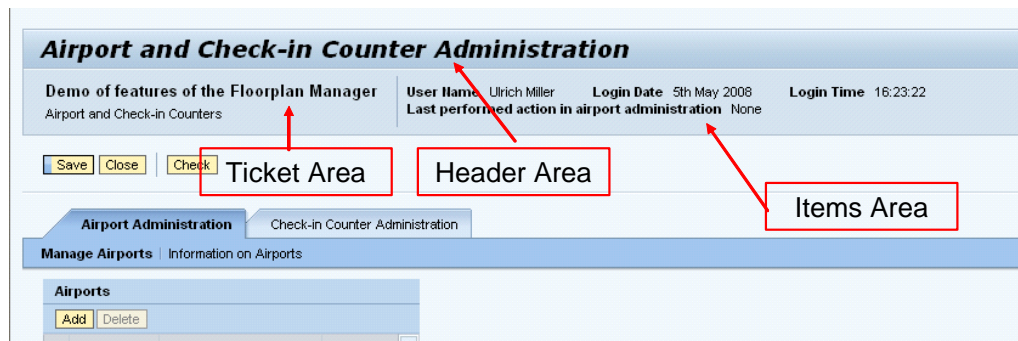 Airport and Check-in Counter Administration
Demo of features of the Floorplan Manager
Airport and Check-in Counters
User Name Ulrich Miller Login Date 5th May 2008 Login Time 16:23:22
Last performed action in airport administration None
Save Close Check
Ticket Area
Header Area
Items Area
Airport Administration Check-in Counter Administration
Manage Airports Information on Airports
Airports
Add Delete